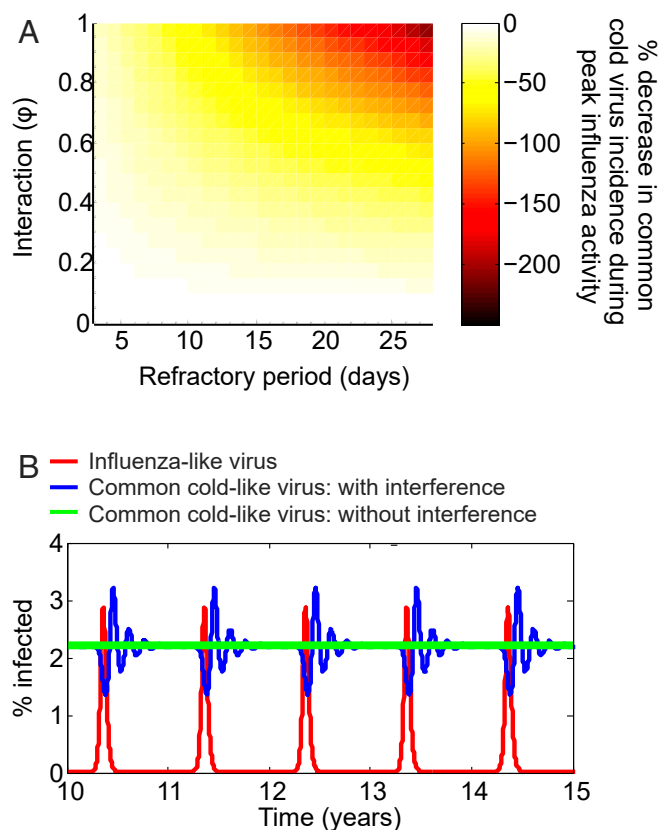 A
1
0.8
0.6
0.4
0.2
0
Interaction (φ)
5
10
15
20
25
Refractory period (days)
0
−50
−100
−150
−200
% decrease in common
cold virus incidence during
peak influenza activity
B
Influenza-like virus
Common cold-like virus: with interference
Common cold-like virus: without interference
4
3
2
1
0
% infected
10
11
12
13
14
15
Time (years)